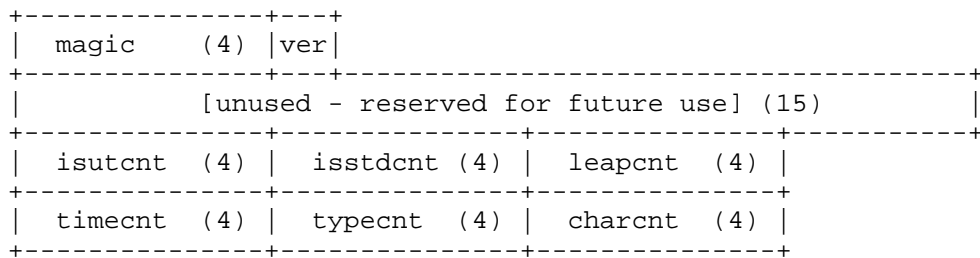 magic (4) |ver|
[unused - reserved for future use] (15)
isutcnt (4) | isstdcnt (4) | leapcnt (4)
timecnt (4) | typecnt (4) | charcnt (4)